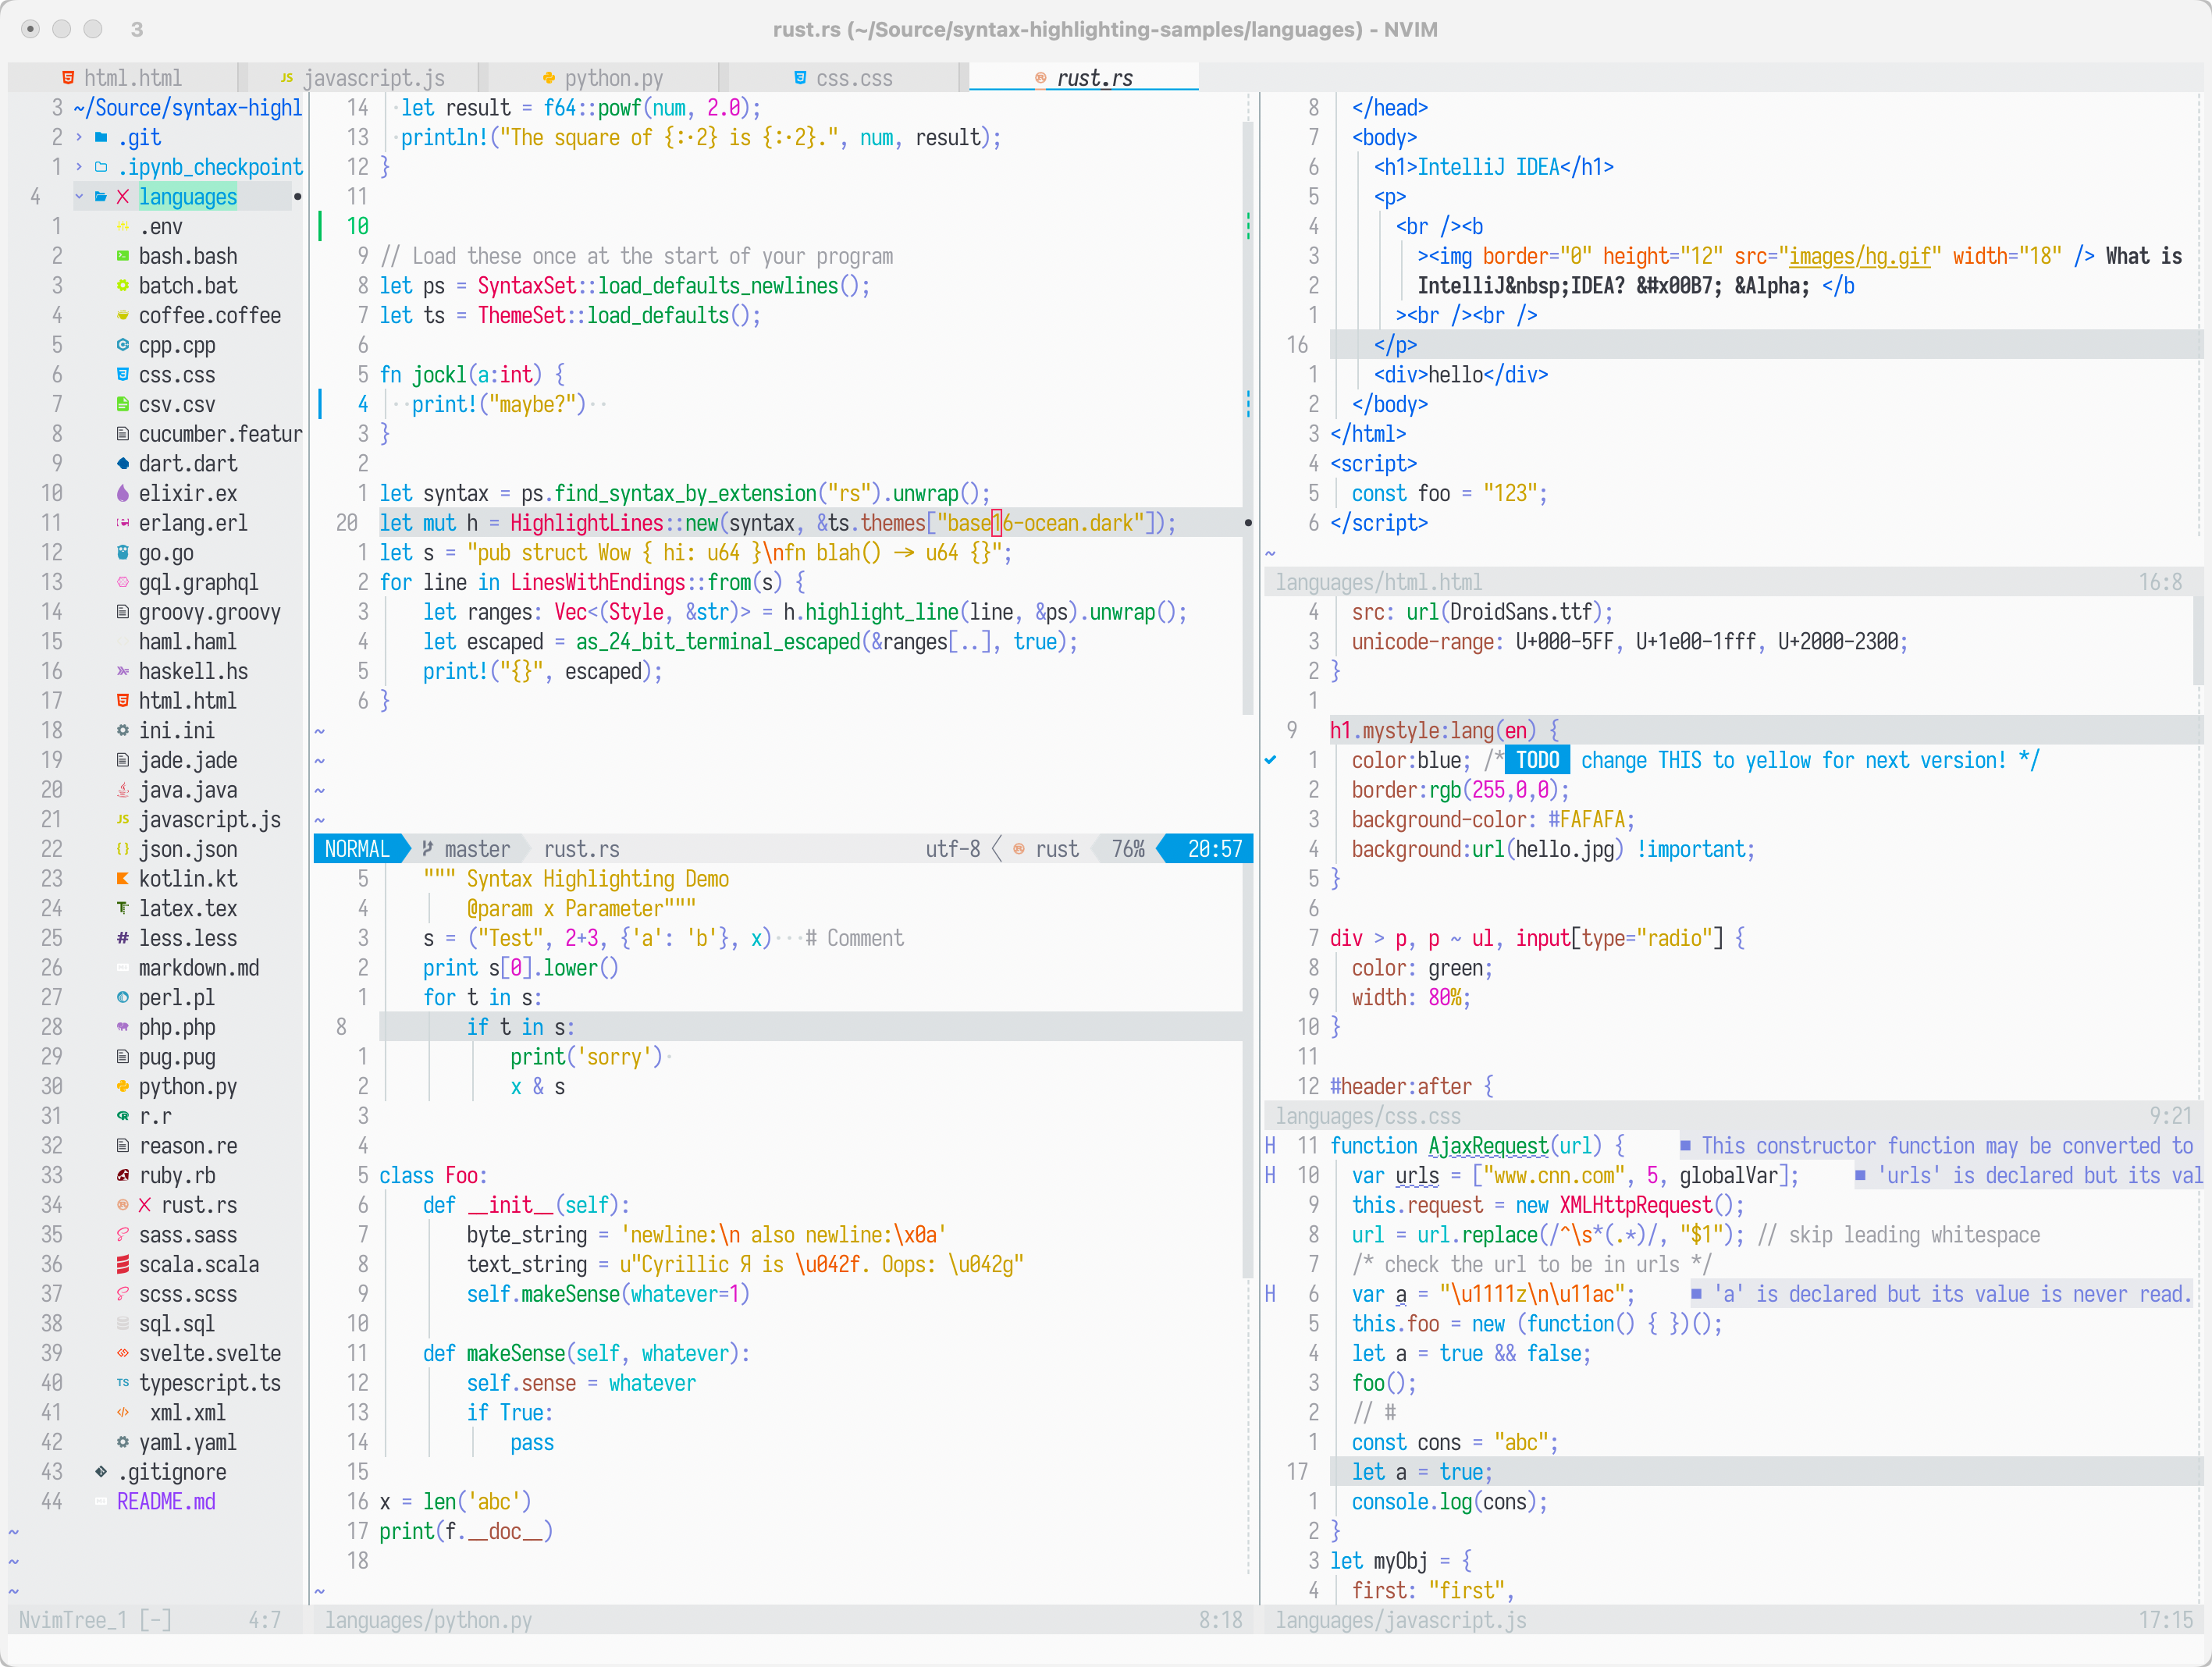 3
rust.rs (~/Source/syntax-highlighting-samples/languages) - NVIM
html.html
JS javascript.js
python.py
css.css
rust.rs
3 ~/Source/syntax-highl
2 .git
1 .ipynb_checkpoint
4 languages
1 .env
2 bash.bash
3 batch.bat
4 coffee.coffee
5 cpp.cpp
6 css.css
7 csv.csv
8 cucumber.featur
9 dart.dart
10 elixir.ex
11 erlang.erl
12 go.go
13 gql.graphql
14 groovy.groovy
15 haml.haml
16 haskell.hs
17 html.html
18 ini.ini
19 jade.jade
20 java.java
21 JS javascript.js
22 {} json.json
23 kotlin.kt
24 latex.tex
25 # less.less
26 markdown.md
27 perl.pl
28 php.php
29 pug.pug
30 python.py
31 r.r
32 reason.re
33 ruby.rb
34 rust.rs
35 sass.sass
36 scala.scala
37 scss.scss
38 sql.sql
39 svelte.svelte
40 TS typescript.ts
41 </> xml.xml
42 yaml.yaml
43 .gitignore
44 README.md
~
~
~
NvimTree_1 [-] 4:7
14 ·let result = f64::powf(num, 2.0);
13 ·println!("The square of {:·2} is {:·2}.", num, result);
12 }
11
10
9 // Load these once at the start of your program
8 let ps = SyntaxSet::load_defaults_newlines();
7 let ts = ThemeSet::load_defaults();
6
5 fn jockl(a:int) {
4 ··print!("maybe?")··
3 }
2
1 let syntax = ps.find_syntax_by_extension("rs").unwrap();
20 let mut h = HighlightLines::new(syntax, &ts.themes["base16-ocean.dark"]);
1 let s = "pub struct Wow { hi: u64 }\nfn blah() -> u64 {}";
2 for line in LinesWithEndings::from(s) {
3 let ranges: Vec<(Style, &str)> = h.highlight_line(line, &ps).unwrap();
4 let escaped = as_24_bit_terminal_escaped(&ranges[..], true);
5 print!("{}", escaped);
6 }
~
~
~
~
NORMAL master rust.rs utf-8 rust 76% 20:57
5 """ Syntax Highlighting Demo
4 @param x Parameter"""
3 s = ("Test", 2+3, {'a': 'b'}, x)···# Comment
2 print s[0].lower()
1 for t in s:
8 if t in s:
1 print('sorry')·
2 x & s
3
4
5 class Foo:
6 def __init__(self):
7 byte_string = 'newline:\n also newline:\x0a'
8 text_string = u"Cyrillic Я is \u042f. Oops: \u042g"
9 self.makeSense(whatever=1)
10
11 def makeSense(self, whatever):
12 self.sense = whatever
13 if True:
14 pass
15
16 x = len('abc')
17 print(f.__doc__)
18
~
languages/python.py 8:18
8 </head>
7 <body>
6 <h1>IntelliJ IDEA</h1>
5 <p>
4 <br /><b
3 ><img border="0" height="12" src="images/hg.gif" width="18" /> What is
2 IntelliJ&nbsp;IDEA? &#x00B7; &Alpha; </b
1 ><br /><br />
16 </p>
1 <div>hello</div>
2 </body>
3 </html>
4 <script>
5 const foo = "123";
6 </script>
~
languages/html.html 16:8
4 src: url(DroidSans.ttf);
3 unicode-range: U+000-5FF, U+1e00-1fff, U+2000-2300;
2 }
1
9 h1.mystyle:lang(en) {
1 color:blue; /* TODO change THIS to yellow for next version! */
2 border:rgb(255,0,0);
3 background-color: #FAFAFA;
4 background:url(hello.jpg) !important;
5 }
6
7 div > p, p ~ ul, input[type="radio"] {
8 color: green;
9 width: 80%;
10 }
11
12 #header:after {
languages/css.css 9:21
H 11 function AjaxRequest(url) { ■ This constructor function may be converted to
H 10 var urls = ["www.cnn.com", 5, globalVar]; ■ 'urls' is declared but its val
9 this.request = new XMLHttpRequest();
8 url = url.replace(/^\s*(.*)/, "$1"); // skip leading whitespace
7 /* check the url to be in urls */
H 6 var a = "\u1111z\n\u11ac"; ■ 'a' is declared but its value is never read.
5 this.foo = new (function() { })();
4 let a = true && false;
3 foo();
2 // #
1 const cons = "abc";
17 let a = true;
1 console.log(cons);
2 }
3 let myObj = {
4 first: "first",
languages/javascript.js 17:15